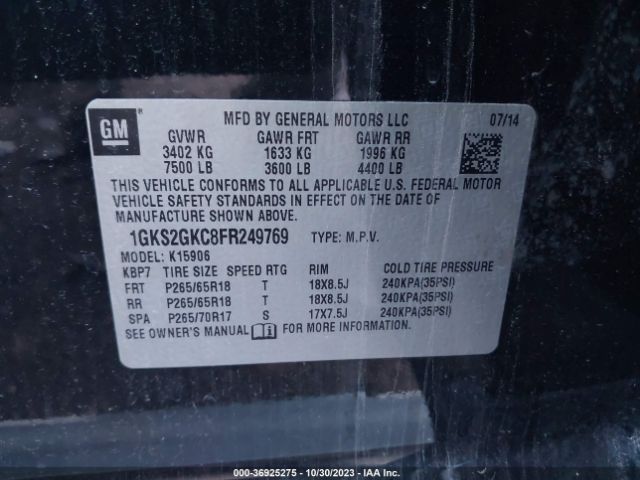 GM
MFD BY GENERAL MOTORS LLC 07/14
GVWR GAWR FRT GAWR RR
3402 KG 1633 KG 1996 KG
7500 LB 3600 LB 4400 LB
THIS VEHICLE CONFORMS TO ALL APPLICABLE U.S. FEDERAL MOTOR
VEHICLE SAFETY STANDARDS IN EFFECT ON THE DATE OF
MANUFACTURE SHOWN ABOVE.
1GKS2GKC8FR249769 TYPE: M.P.V.
MODEL: K15906
KBP7 TIRE SIZE SPEED RTG RIM COLD TIRE PRESSURE
FRT P265/65R18 T 18X8.5J 240KPA(35PSI)
RR P265/65R18 T 18X8.5J 240KPA(35PSI)
SPA P265/70R17 S 17X7.5J 240KPA(35PSI)
SEE OWNER'S MANUAL FOR MORE INFORMATION.
000-36925275 - 10/30/2023 - IAA Inc.